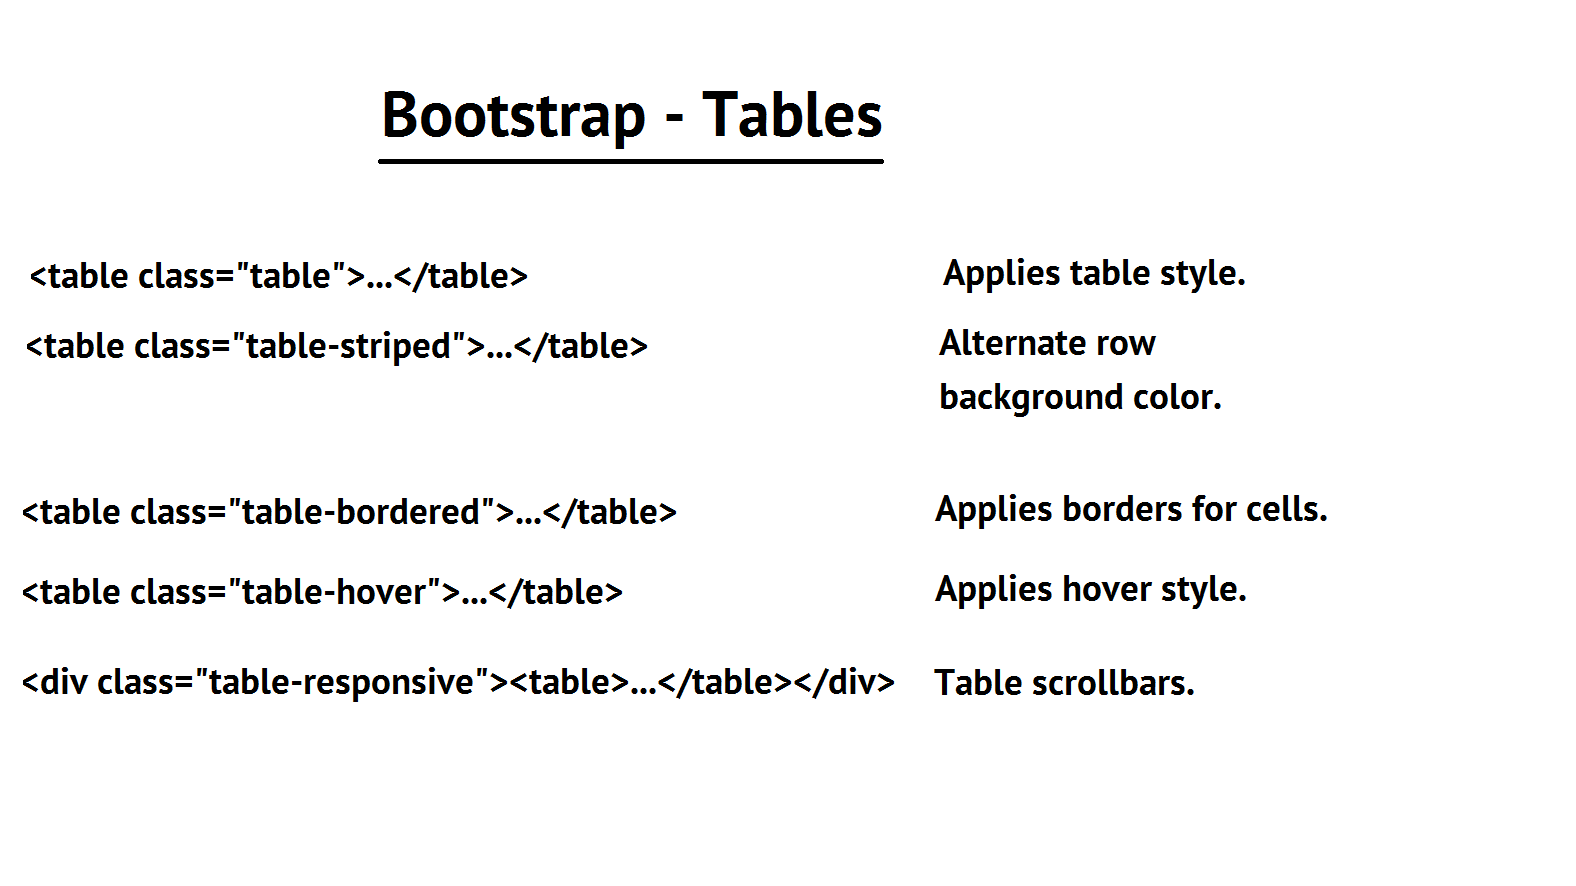 Bootstrap - Tables
<table class="table">...</table> Applies table style.
<table class="table-striped">...</table> Alternate row
background color.
<table class="table-bordered">...</table> Applies borders for cells.
<table class="table-hover">...</table> Applies hover style.
<div class="table-responsive"><table>...</table></div> Table scrollbars.